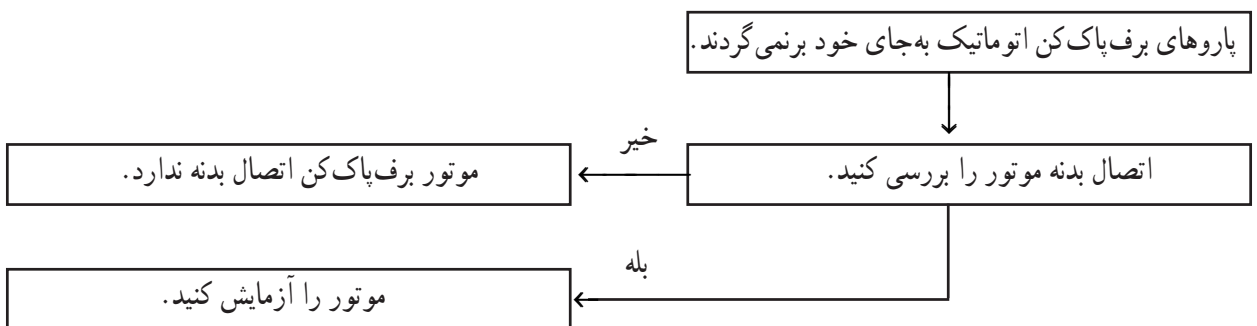 پاروهای برف‌پاک‌کن اتوماتیک به‌جای خود برنمی‌گردند.
خیر
اتصال بدنه موتور را بررسی کنید.
موتور برف‌پاک‌کن اتصال بدنه ندارد.
بله
موتور را آزمایش کنید.